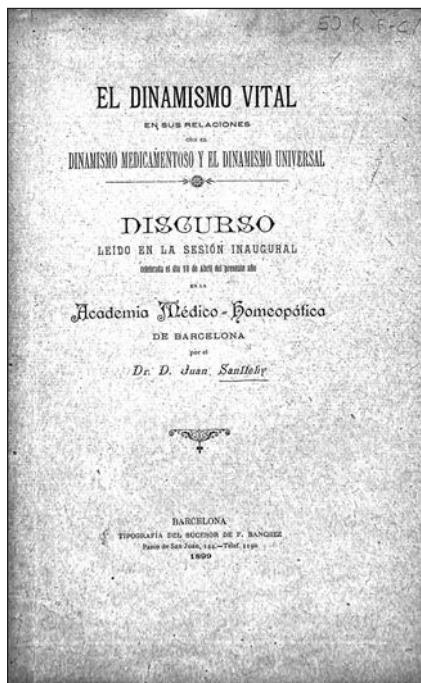 EL DINAMISMO VITAL
EN SUS RELACIONES
CON EL
DINAMISMO MEDICAMENTOSO Y EL DINAMISMO UNIVERSAL
DISCURSO
LEÍDO EN LA SESIÓN INAUGURAL
celebrada el día 10 de Abril del presente año
EN LA
Academia Médico-Homeopática
DE BARCELONA
por el
Dr. D. Juan Sanllehy
BARCELONA
TIPOGRAFÍA DEL SUCESOR DE F. SANCHEZ
Paseo de San Juan, Teléf.
1899